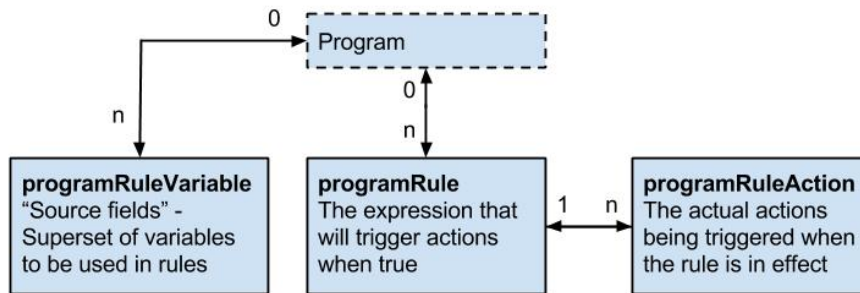 0
Program
0
n
n
programRuleVariable
“Source fields” -
Superset of variables
to be used in rules
programRule
The expression that
will trigger actions
when true
1
n
programRuleAction
The actual actions
being triggered when
the rule is in effect